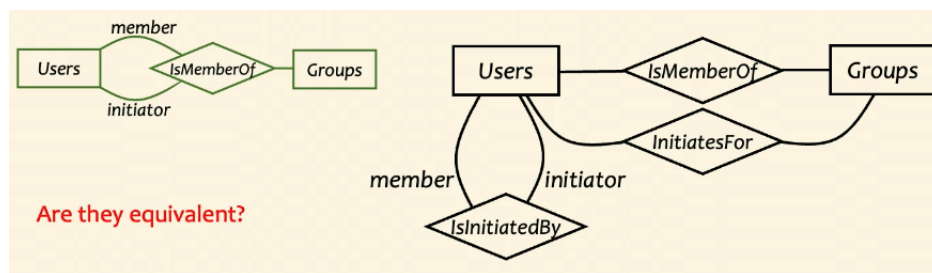 member
Users
IsMemberOf
Groups
initiator
Users
IsMemberOf
Groups
InitiatesFor
member
initiator
IsInitiatedBy
Are they equivalent?